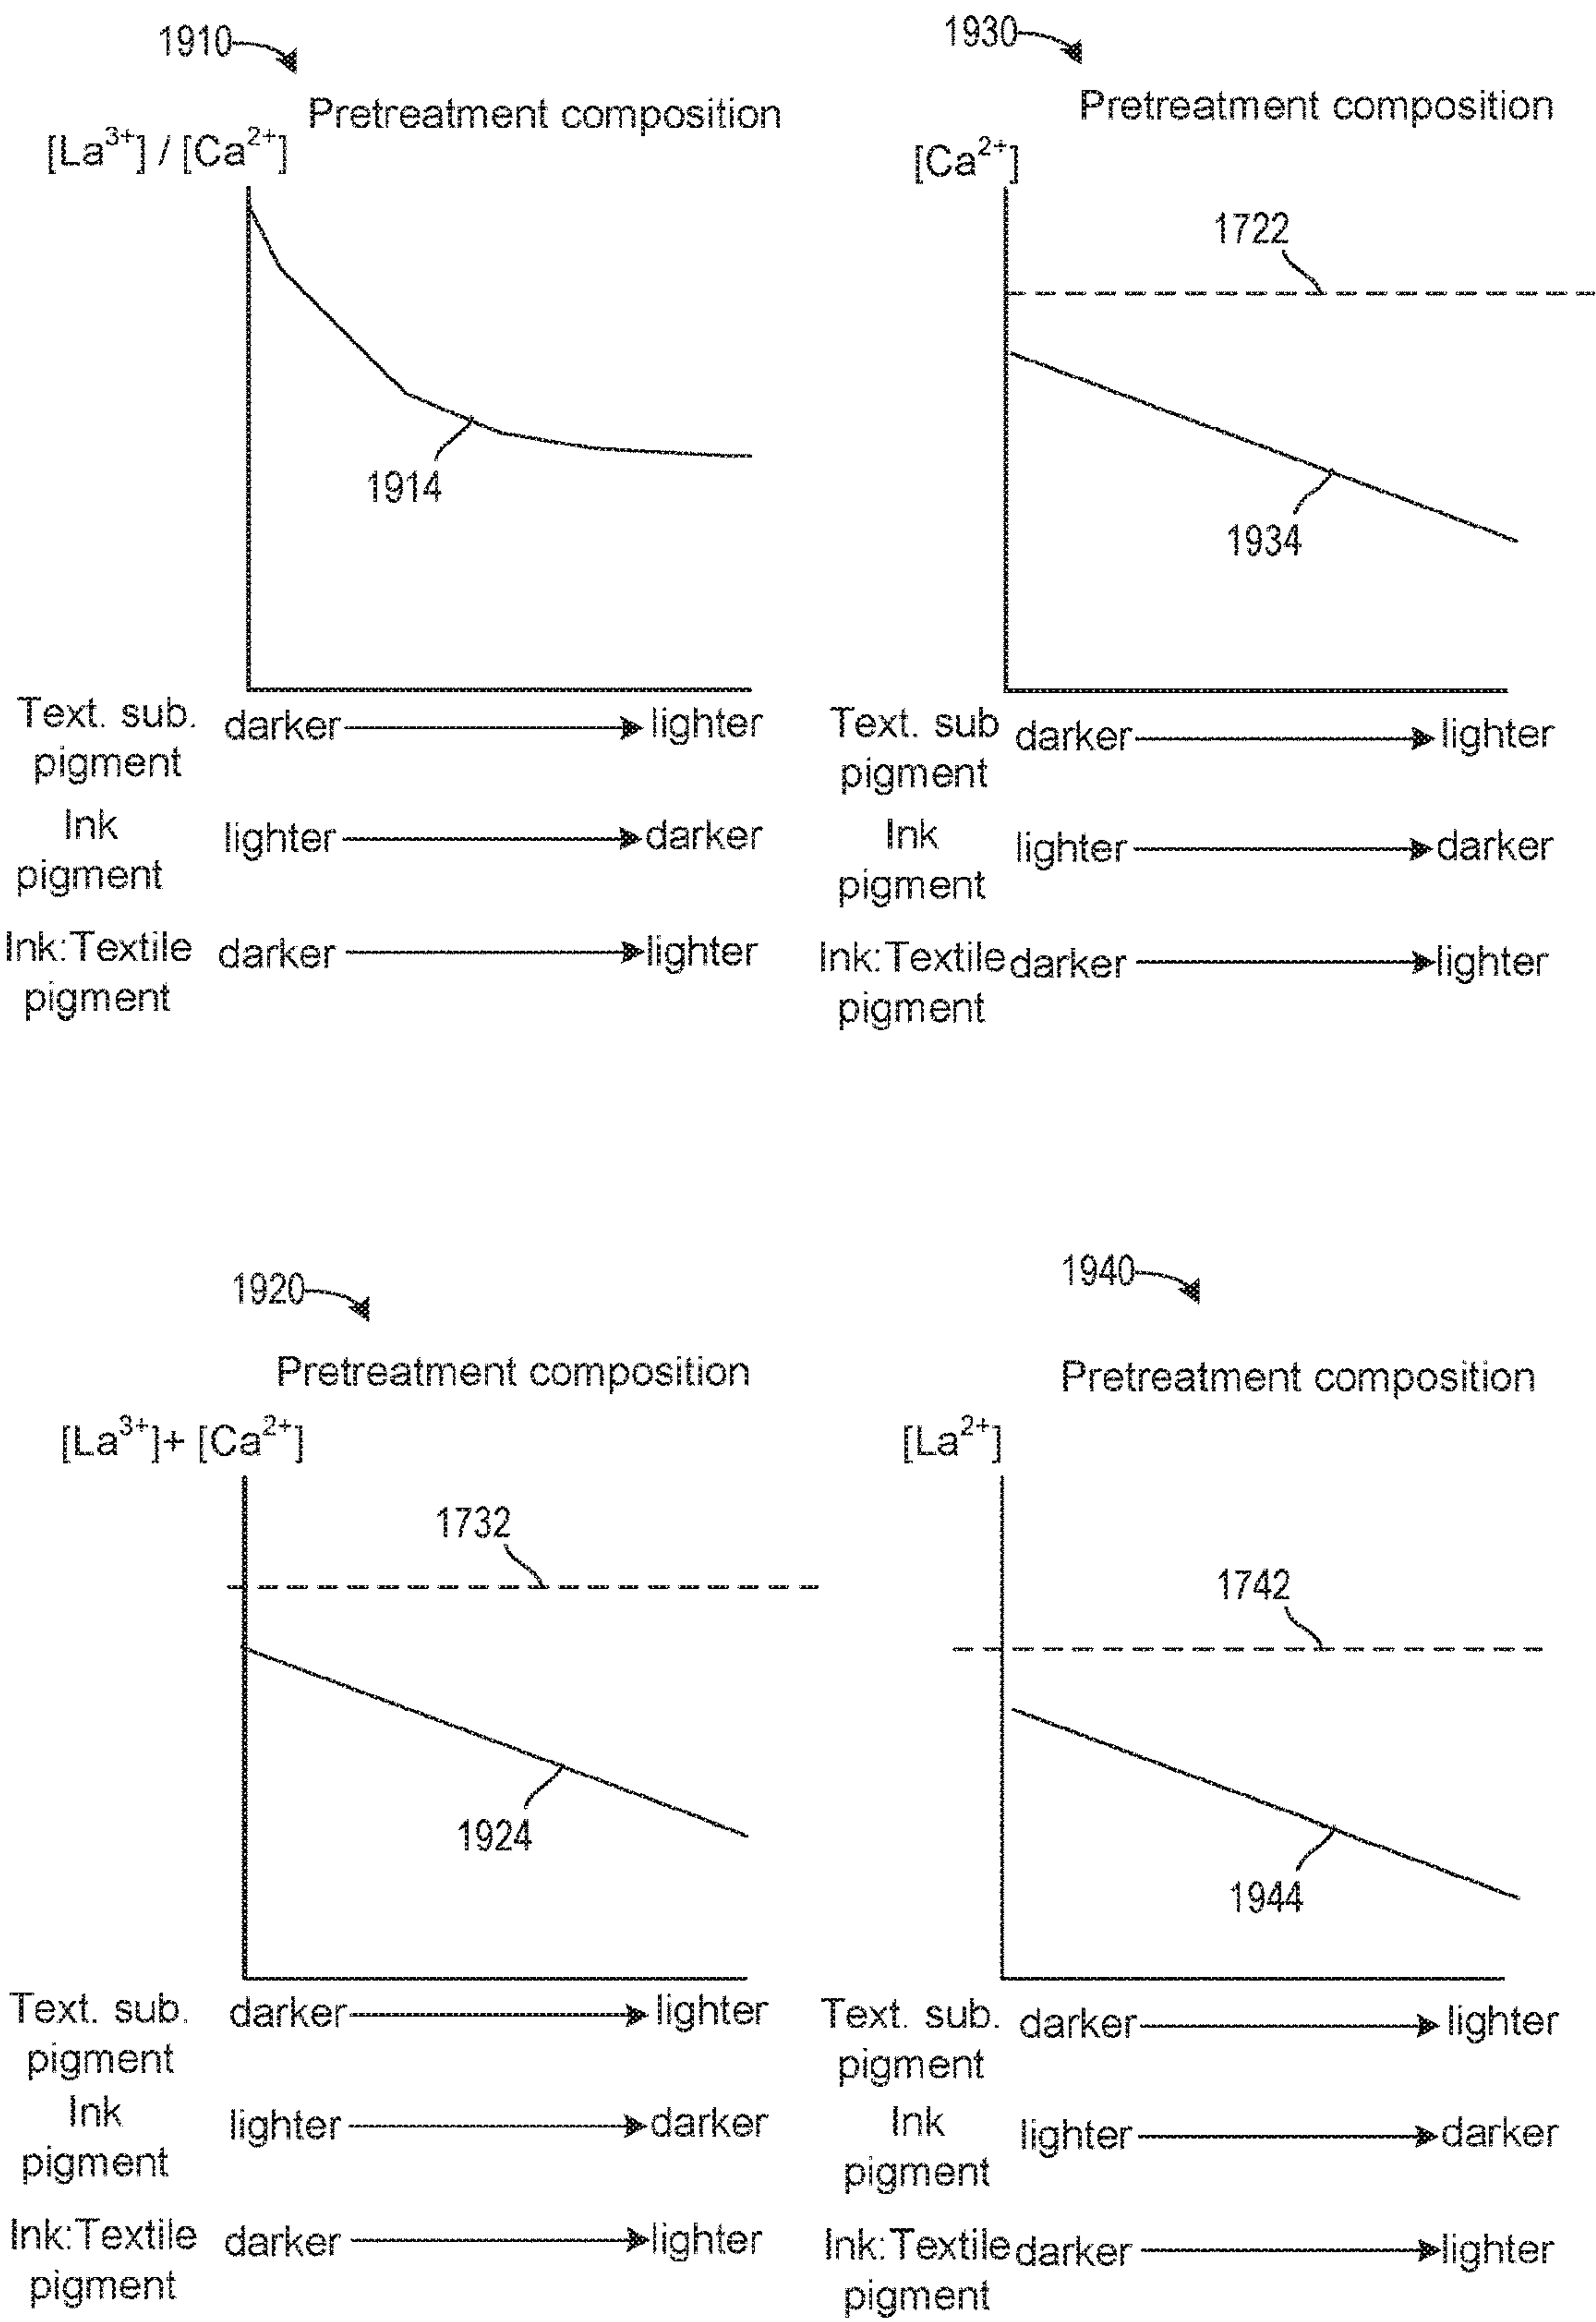 1910
Pretreatment composition
[La³⁺] / [Ca²⁺]
1914
Text. sub.
pigment
darker
lighter
Ink
pigment
lighter
darker
Ink:Textile
pigment
darker
lighter
1930
Pretreatment composition
[Ca²⁺]
1722
1934
Text. sub
pigment
darker
lighter
Ink
pigment
lighter
darker
Ink:Textile
pigment
darker
lighter
1920
Pretreatment composition
[La³⁺]+ [Ca²⁺]
1732
1924
Text. sub.
pigment
darker
lighter
Ink
pigment
lighter
darker
Ink:Textile
pigment
darker
lighter
1940
Pretreatment composition
[La²⁺]
1742
1944
Text. sub.
pigment
darker
lighter
Ink
pigment
lighter
darker
Ink:Textile
pigment
darker
lighter